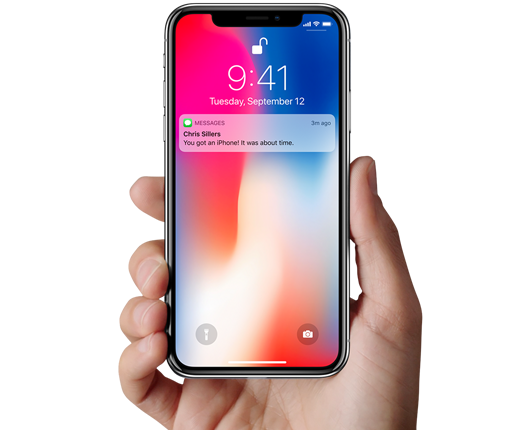 9:41
Tuesday, September 12
MESSAGES 3m ago
Chris Sillers
You got an iPhone! It was about time.